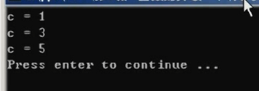 c = 1
c = 3
c = 5
Press enter to continue ...